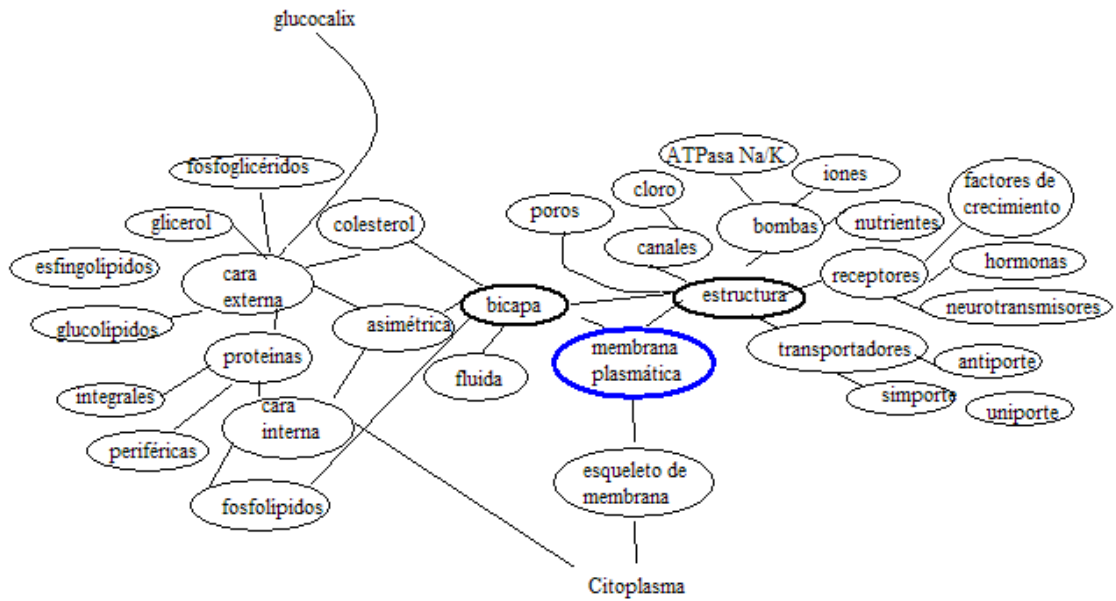 glucocalix
fosfoglicéridos
glicerol
colesterol
esfingolipidos
cara
externa
glucolipidos
asimétrica
proteinas
integrales
periféricas
cara
interna
fosfolipidos
bicapa
fluida
poros
cloro
canales
ATPasa Na/K
iones
bombas
nutrientes
factores de
crecimiento
receptores
hormonas
neurotransmisores
estructura
transportadores
antiporte
simporte
uniporte
membrana
plasmática
esqueleto de
membrana
Citoplasma